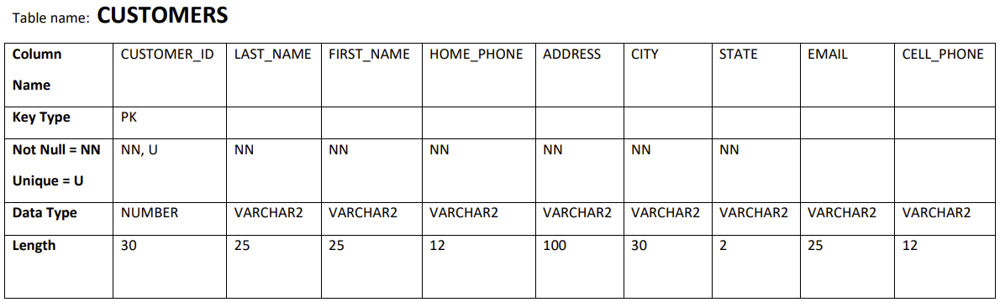 Table name: CUSTOMERS
Column Name CUSTOMER_ID LAST_NAME FIRST_NAME HOME_PHONE ADDRESS CITY STATE EMAIL CELL_PHONE
Key Type PK
Not Null = NN Unique = U NN, U NN NN NN NN NN NN
Data Type NUMBER VARCHAR2 VARCHAR2 VARCHAR2 VARCHAR2 VARCHAR2 VARCHAR2 VARCHAR2 VARCHAR2
Length 30 25 25 12 100 30 2 25 12